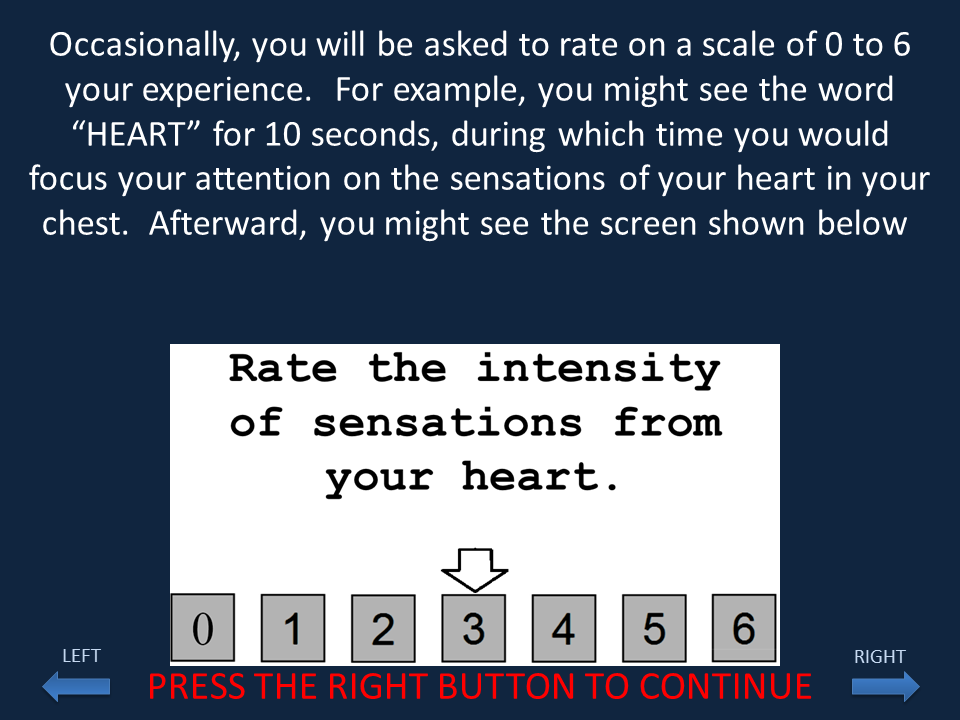 Occasionally, you will be asked to rate on a scale of 0 to 6
your experience.  For example, you might see the word
“HEART” for 10 seconds, during which time you would
focus your attention on the sensations of your heart in your
chest.  Afterward, you might see the screen shown below
Rate the intensity
of sensations from
your heart.
0 1 2 3 4 5 6
LEFT
RIGHT
PRESS THE RIGHT BUTTON TO CONTINUE